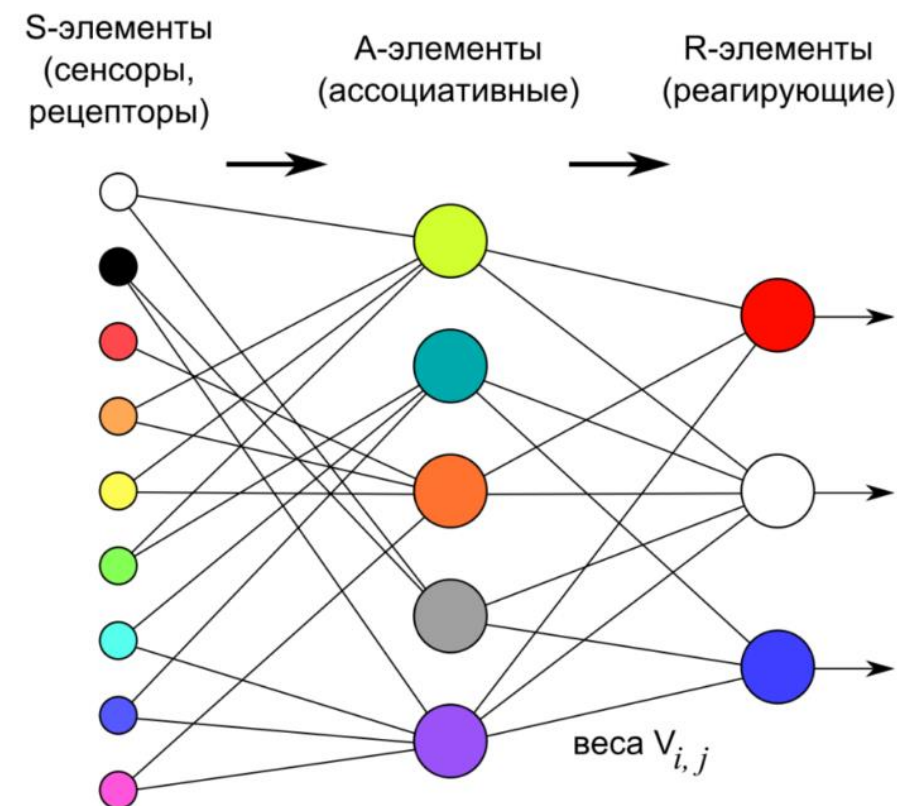 S-элементы
(сенсоры,
рецепторы)
А-элементы
(ассоциативные)
R-элементы
(реагирующие)
веса V i, j